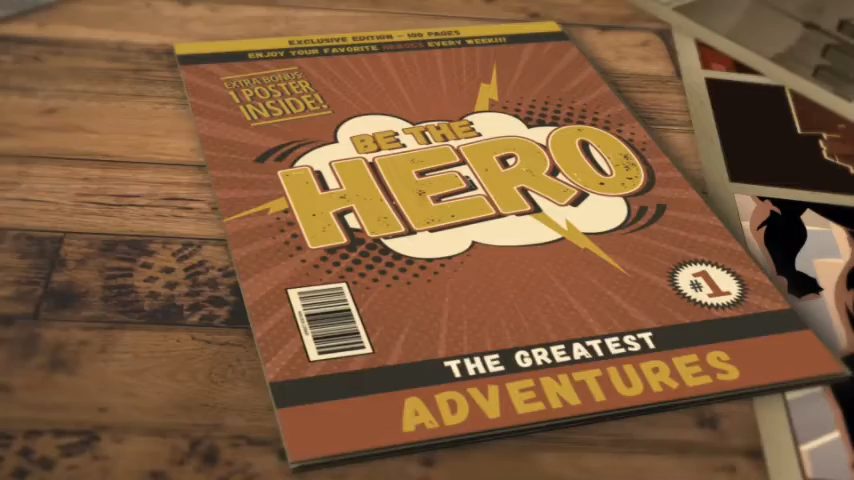 EXCLUSIVE EDITION - 100 PAGES
ENJOY YOUR FAVORITE HEROES EVERY WEEK!!!
EXTRA BONUS:
1 POSTER
INSIDE!
BE THE
HERO
#1
THE GREATEST
ADVENTURES